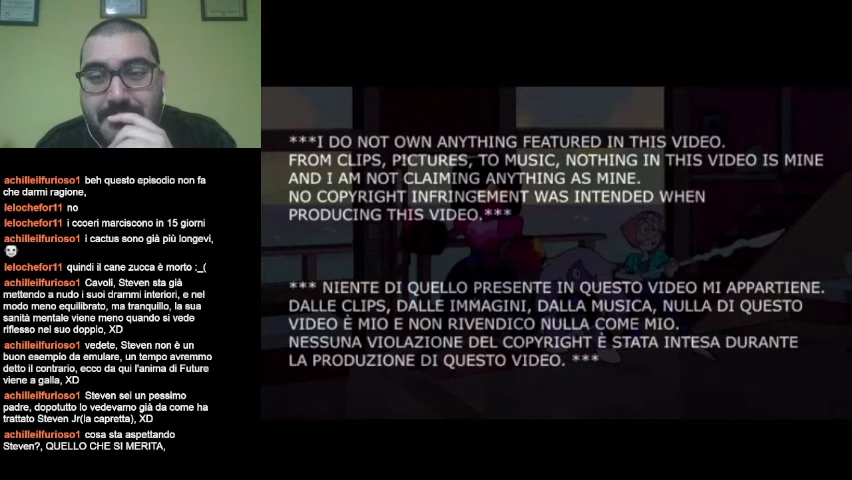 achilleilfurioso1 beh questo episodio non fa
che darmi ragione,
lelochefor11 no
lelochefor11 i ccoeri marciscono in 15 giorni
achilleilfurioso1 i cactus sono già più longevi,
lelochefor11 quindi il cane zucca è morto :_(
achilleilfurioso1 Cavoli, Steven sta già
mettendo a nudo i suoi drammi interiori, e nel
modo meno equilibrato, ma tranquillo, la sua
sanità mentale viene meno quando si vede
riflesso nel suo doppio, XD
achilleilfurioso1 vedete, Steven non è un
buon esempio da emulare, un tempo avremmo
detto il contrario, ecco da qui l'anima di Future
viene a galla, XD
achilleilfurioso1 Steven sei un pessimo
padre, dopotutto lo vedevamo già da come ha
trattato Steven Jr(la capretta), XD
achilleilfurioso1 cosa sta aspettando
Steven?, QUELLO CHE SI MERITA,
***I DO NOT OWN ANYTHING FEATURED IN THIS VIDEO.
FROM CLIPS, PICTURES, TO MUSIC, NOTHING IN THIS VIDEO IS MINE
AND I AM NOT CLAIMING ANYTHING AS MINE.
NO COPYRIGHT INFRINGEMENT WAS INTENDED WHEN
PRODUCING THIS VIDEO.***
*** NIENTE DI QUELLO PRESENTE IN QUESTO VIDEO MI APPARTIENE.
DALLE CLIPS, DALLE IMMAGINI, DALLA MUSICA, NULLA DI QUESTO
VIDEO È MIO E NON RIVENDICO NULLA COME MIO.
NESSUNA VIOLAZIONE DEL COPYRIGHT È STATA INTESA DURANTE
LA PRODUZIONE DI QUESTO VIDEO. ***